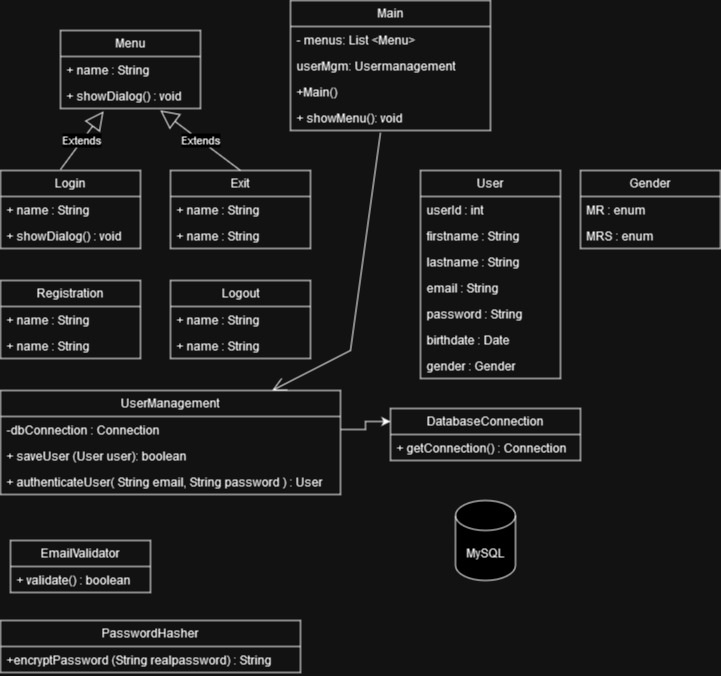 Menu
+ name : String
+ showDialog() : void
Main
- menus: List <Menu>
userMgm: Usermanagement
+Main()
+ showMenu(): void
Extends
Extends
Login
+ name : String
+ showDialog() : void
Exit
+ name : String
+ name : String
User
userId : int
firstname : String
lastname : String
email : String
password : String
birthdate : Date
gender : Gender
Gender
MR : enum
MRS : enum
Registration
+ name : String
+ name : String
Logout
+ name : String
+ name : String
UserManagement
-dbConnection : Connection
+ saveUser (User user): boolean
+ authenticateUser( String email, String password ) : User
DatabaseConnection
+ getConnection() : Connection
MySQL
EmailValidator
+ validate() : boolean
PasswordHasher
+encryptPassword (String realpassword) : String